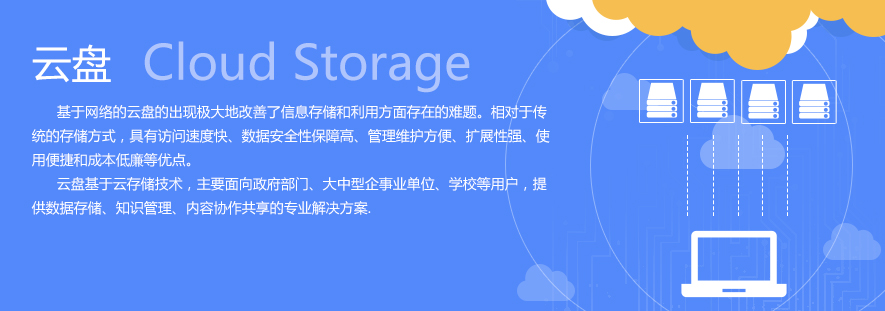 云盘 Cloud Storage
基于网络的云盘的出现极大地改善了信息存储和利用方面存在的难题。相对于传
统的存储方式，具有访问速度快、数据安全性保障高、管理维护方便、扩展性强、使
用便捷和成本低廉等优点。
云盘基于云存储技术，主要面向政府部门、大中型企事业单位、学校等用户，提
供数据存储、知识管理、内容协作共享的专业解决方案.